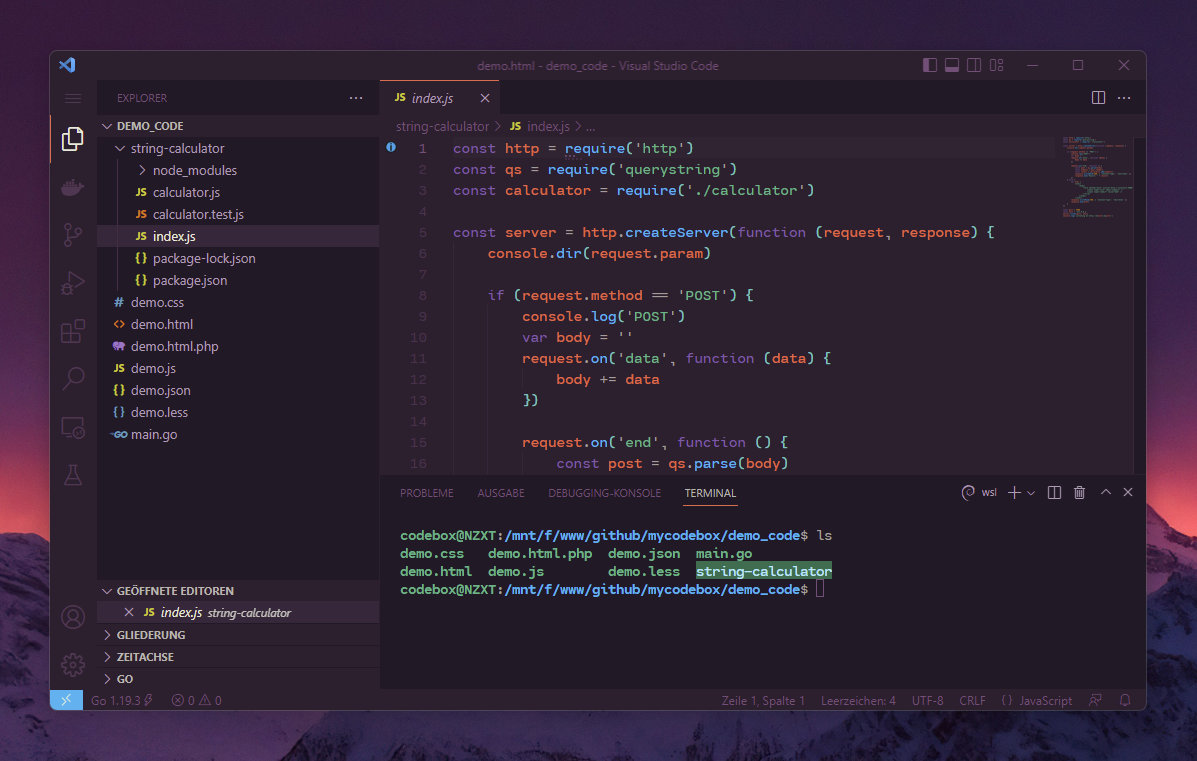 demo.html - demo_code - Visual Studio Code
EXPLORER
DEMO_CODE
string-calculator
node_modules
JS calculator.js
JS calculator.test.js
JS index.js
{} package-lock.json
{} package.json
# demo.css
<> demo.html
demo.html.php
JS demo.js
{} demo.json
{} demo.less
GO main.go
GEÖFFNETE EDITOREN
JS index.js string-calculator
GLIEDERUNG
ZEITACHSE
GO
JS index.js
string-calculator > JS index.js > ...
1 const http = require('http')
2 const qs = require('querystring')
3 const calculator = require('./calculator')
4
5 const server = http.createServer(function (request, response) {
6 console.dir(request.param)
7
8 if (request.method == 'POST') {
9 console.log('POST')
10 var body = ''
11 request.on('data', function (data) {
12 body += data
13 })
14
15 request.on('end', function () {
16 const post = qs.parse(body)
PROBLEME AUSGABE DEBUGGING-KONSOLE TERMINAL wsl
codebox@NZXT:/mnt/f/www/github/mycodebox/demo_code$ ls
demo.css demo.html.php demo.json main.go
demo.html demo.js demo.less string-calculator
codebox@NZXT:/mnt/f/www/github/mycodebox/demo_code$
Go 1.19.3 0 0 Zeile 1, Spalte 1 Leerzeichen: 4 UTF-8 CRLF {} JavaScript